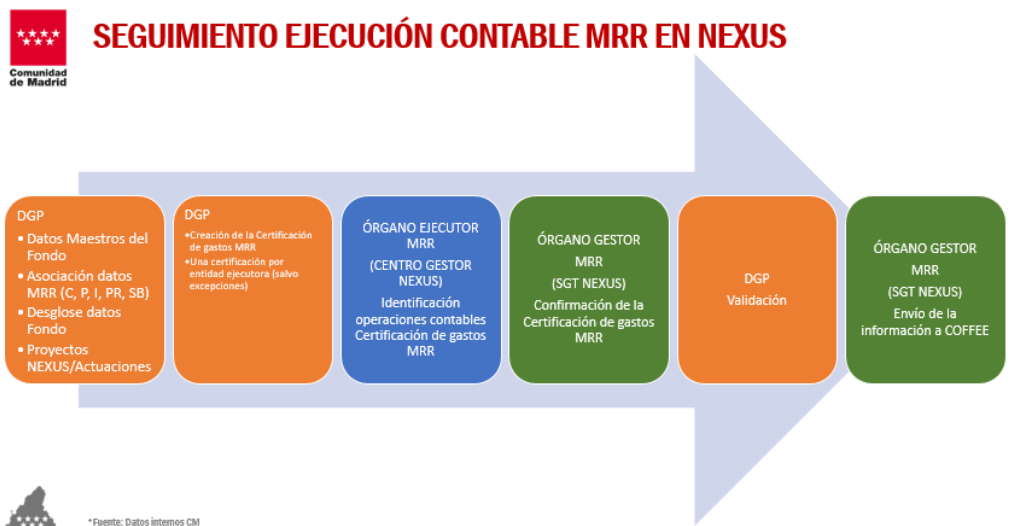 SEGUIMIENTO EJECUCIÓN CONTABLE MRR EN NEXUS
Comunidad
de Madrid
DGP
• Datos Maestros del
Fondo
• Asociación datos
MRR (C, P, I, PR, SB)
• Desglose datos
Fondo
• Proyectos
NEXUS/Actuaciones
DGP
•Creación de la Certificación
de gastos MRR
•Una certificación por
entidad ejecutora (salvo
excepciones)
ÓRGANO EJECUTOR
MRR
(CENTRO GESTOR
NEXUS)
Identificación
operaciones contables
Certificación de gastos
MRR
ÓRGANO GESTOR
MRR
(SGT NEXUS)
Confirmación de la
Certificación de gastos
MRR
DGP
Validación
ÓRGANO GESTOR
MRR
(SGT NEXUS)
Envío de la
información a COFFEE
*Fuente: Datos internos CM